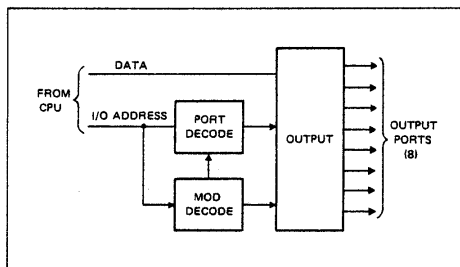 DATA
FROM
CPU
I/O ADDRESS
PORT
DECODE
MOD
DECODE
OUTPUT
OUTPUT
PORTS
(8)